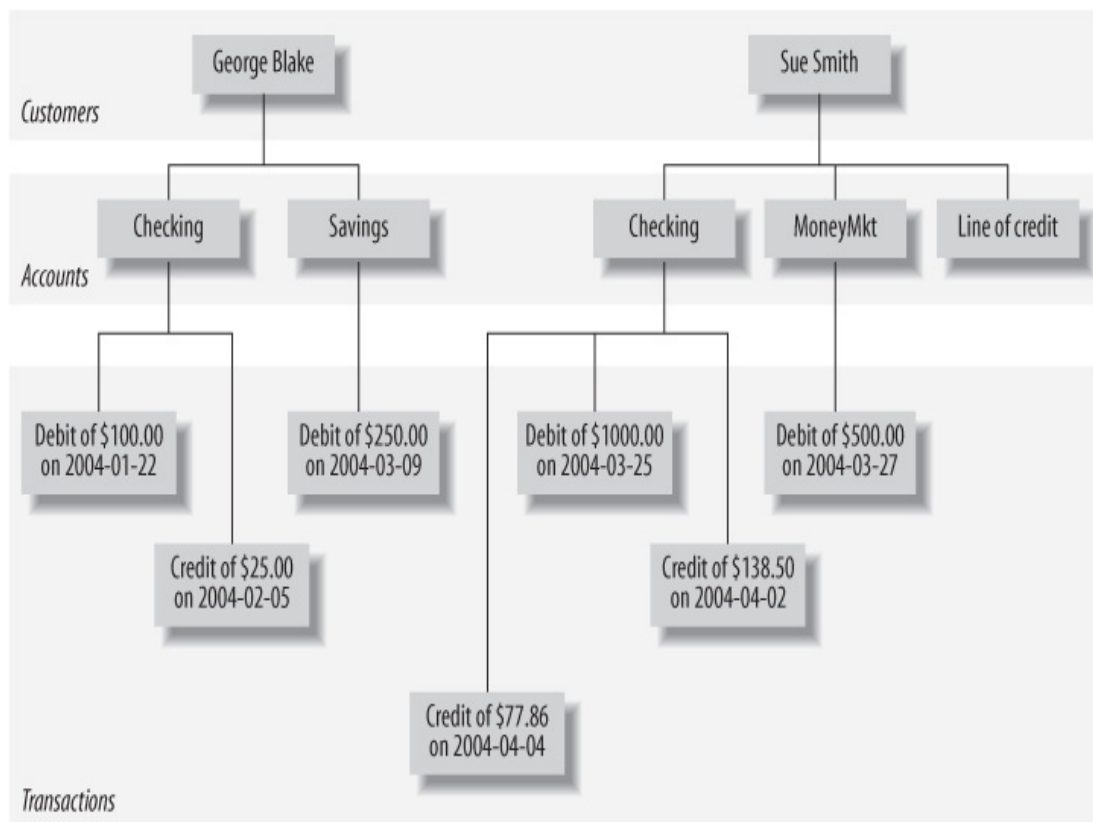 George Blake
Sue Smith
Customers
Checking
Savings
Checking
MoneyMkt
Line of credit
Accounts
Debit of $100.00
on 2004-01-22
Debit of $250.00
on 2004-03-09
Debit of $1000.00
on 2004-03-25
Debit of $500.00
on 2004-03-27
Credit of $25.00
on 2004-02-05
Credit of $138.50
on 2004-04-02
Credit of $77.86
on 2004-04-04
Transactions